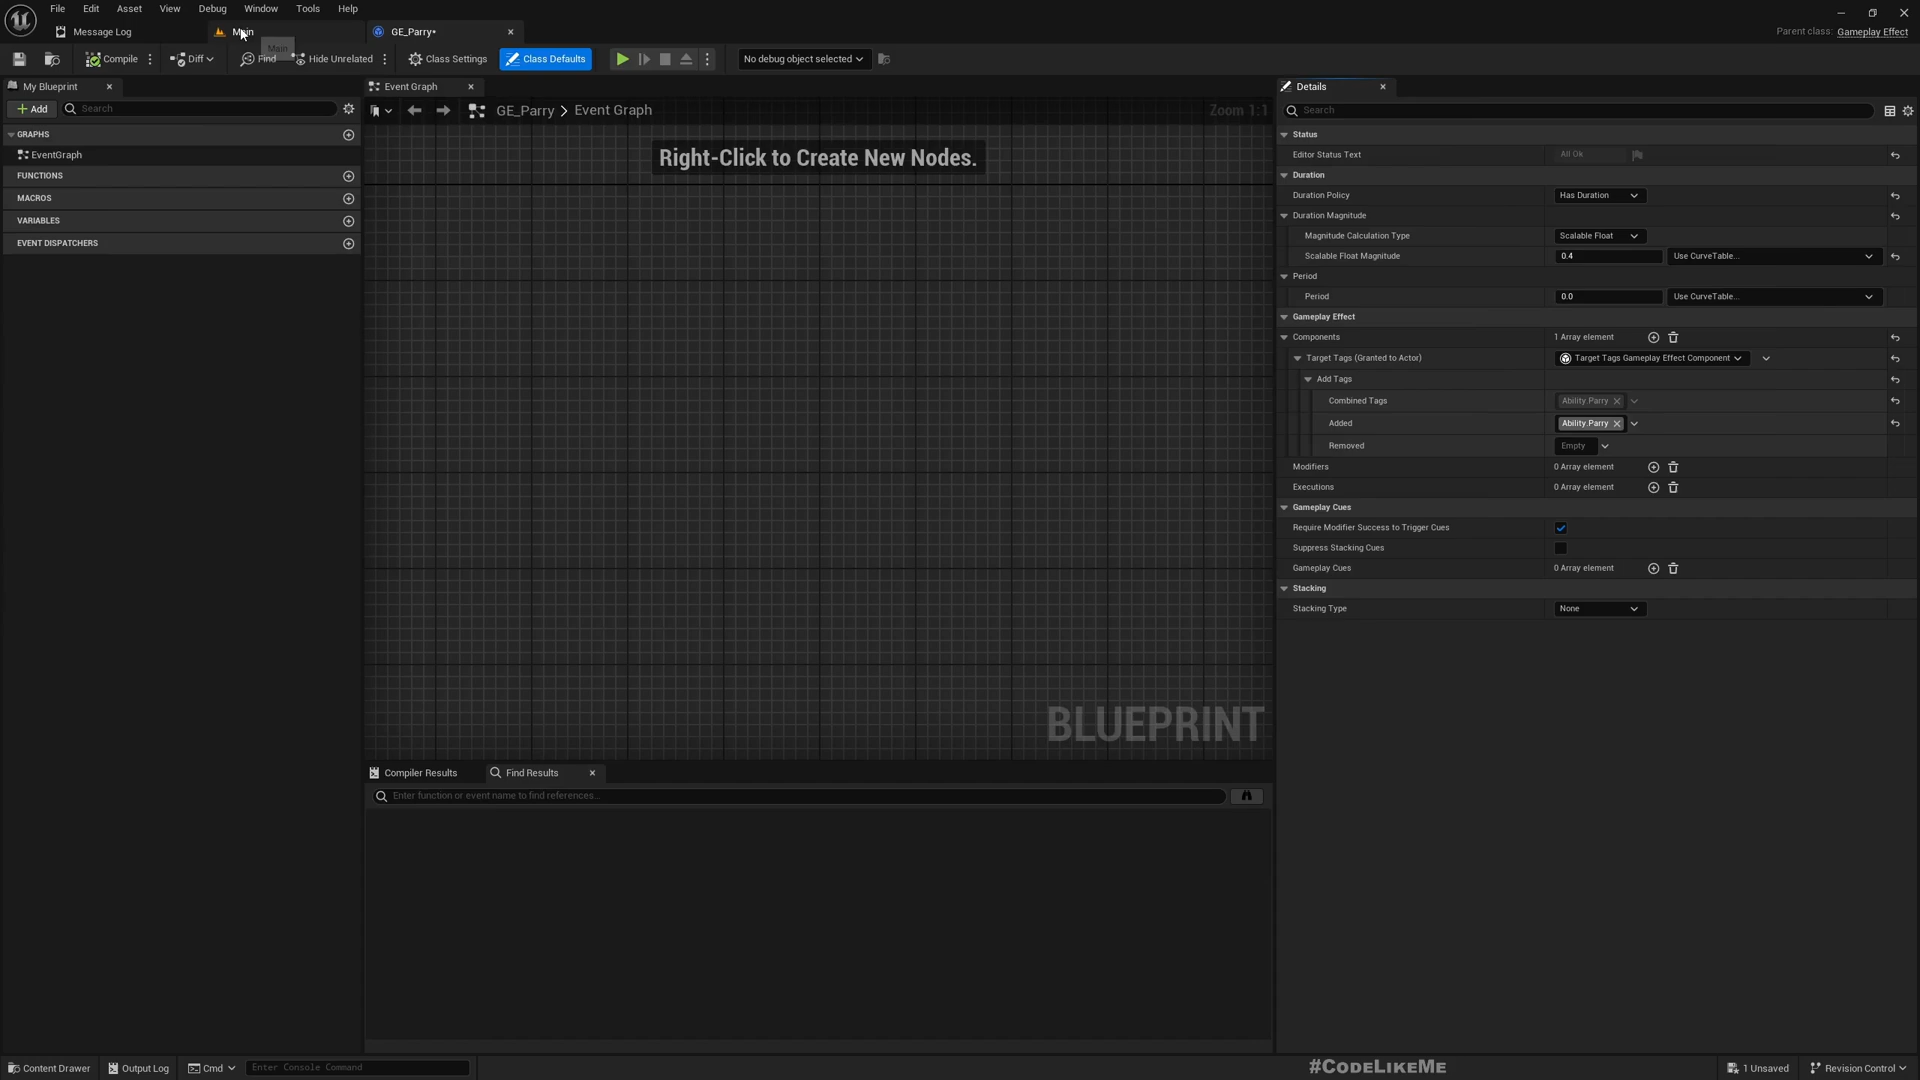 File Edit Asset View Debug Window Tools Help
Message Log Main GE_Parry*
Parent class: Gameplay Effect
Main
Compile Diff Find Hide Unrelated Class Settings Class Defaults No debug object selected
My Blueprint Event Graph Details
Add Search GE_Parry > Event Graph Zoom 1:1 Search
GRAPHS
EventGraph
FUNCTIONS
MACROS
VARIABLES
EVENT DISPATCHERS
Right-Click to Create New Nodes.
BLUEPRINT
Compiler Results Find Results
Enter function or event name to find references...
Status
Editor Status Text All Ok
Duration
Duration Policy Has Duration
Duration Magnitude
Magnitude Calculation Type Scalable Float
Scalable Float Magnitude 0.4 Use CurveTable...
Period
Period 0.0 Use CurveTable...
Gameplay Effect
Components 1 Array element
Target Tags (Granted to Actor) Target Tags Gameplay Effect Component
Add Tags
Combined Tags Ability.Parry
Added Ability.Parry
Removed Empty
Modifiers 0 Array element
Executions 0 Array element
Gameplay Cues
Require Modifier Success to Trigger Cues
Suppress Stacking Cues
Gameplay Cues 0 Array element
Stacking
Stacking Type None
Content Drawer Output Log Cmd Enter Console Command #CODELIKEME 1 Unsaved Revision Control